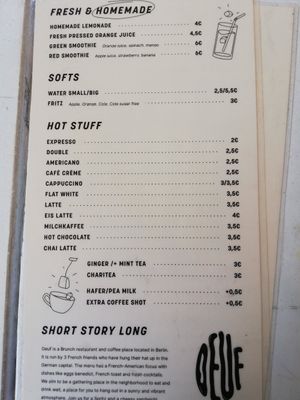 FRESH & HOMEMADE
HOMEMADE LEMONADE 4€
FRESH PRESSED ORANGE JUICE 4,5€
GREEN SMOOTHIE Orange juice, spinach, mango 6€
RED SMOOTHIE Apple juice, strawberry, banana 6€
SOFTS
WATER SMALL/BIG 2,5/5,5€
FRITZ Apple, Orange, Cola, Cola sugar free 3€
HOT STUFF
EXPRESSO 2€
DOUBLE 2,5€
AMERICANO 2,5€
CAFÉ CRÈME 2,5€
CAPPUCCINO 3/3,5€
FLAT WHITE 3,5€
LATTE 3,5€
EIS LATTE 4€
MILCHKAFFEE 3,5€
HOT CHOCOLATE 3,5€
CHAI LATTE 3,5€
GINGER /+ MINT TEA 3€
CHARITEA 3€
HAFER/PEA MILK +0,5€
EXTRA COFFEE SHOT +0,5€
SHORT STORY LONG
Oeuf is a Brunch restaurant and coffee place located in Berlin.
It is run by 3 French friends who have hung their hat up in the
German capital. The menu has a French-American focus with
dishes like eggs benedict, French toast and fresh cocktails.
We aim to be a gathering place in the neighborhood to eat and
drink well, a place for you to hang out in a sunny and vibrant
atmosphere. Join us for a Spritz and a cheesy sandwich
OEUF